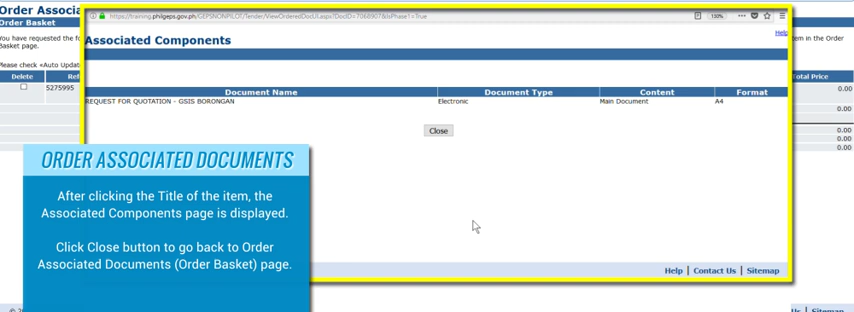 Order Associa
Order Basket
You have requested the fo
item in the Order
Basket page.
Please check «Auto Updat
Delete Ref Total Price
5275995 0.00
0.00
0.00
0.00
0.00
https://training.philgeps.gov.ph/GEPSNONPILOT/Tender/ViewOrderedDocUI.aspx?DocID=7068907&IsPhase1=True
130%
Help
Associated Components
Document Name Document Type Content Format
REQUEST FOR QUOTATION - GSIS BORONGAN Electronic Main Document A4
Close
ORDER ASSOCIATED DOCUMENTS
After clicking the Title of the item, the
Associated Components page is displayed.
Click Close button to go back to Order
Associated Documents (Order Basket) page.
Help | Contact Us | Sitemap
© 20
Us | Sitemap